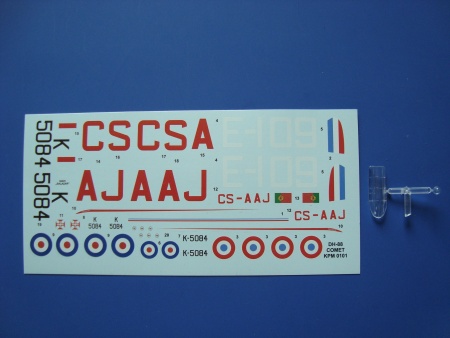 5084 5084
K
K
CSCSA
E-109
E-109
AJAAJ
CS-AAJ
CS-AAJ
K
5084
K
5084
K-5084
K-5084
DH-88
COMET
KPM 0101